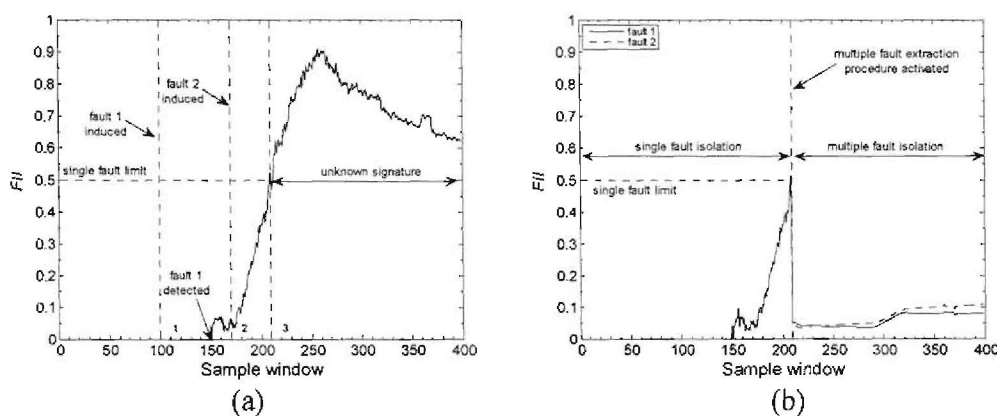 1
0.9
0.8
0.7
0.6
0.5
0.4
0.3
0.2
0.1
0
FII
fault 1
induced
fault 2
induced
single fault limit
unknown signature
fault 1
detected
1
2
3
0 50 100 150 200 250 300 350 400
Sample window
(a)
1
0.9
0.8
0.7
0.6
0.5
0.4
0.3
0.2
0.1
0
FII
fault 1
fault 2
multiple fault extraction
procedure activated
single fault isolation
multiple fault isolation
single fault limit
0 50 100 150 200 250 300 350 400
Sample window
(b)